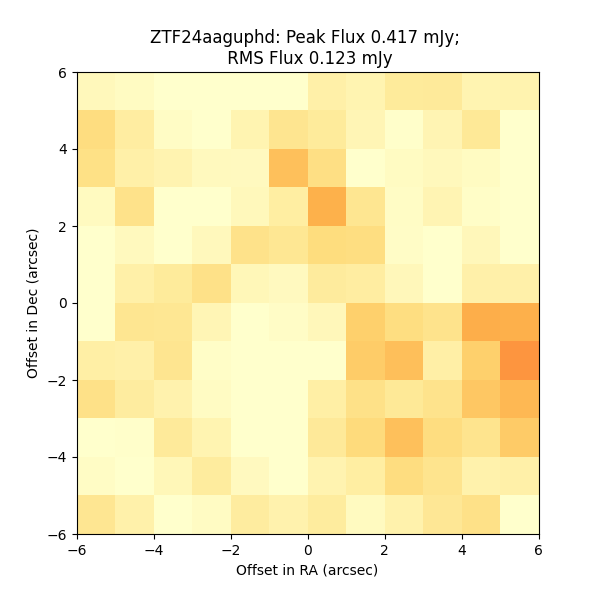 ZTF24aaguphd: Peak Flux 0.417 mJy;
RMS Flux 0.123 mJy
6
4
2
0
−2
−4
−6
Offset in Dec (arcsec)
−6 −4 −2 0 2 4 6
Offset in RA (arcsec)